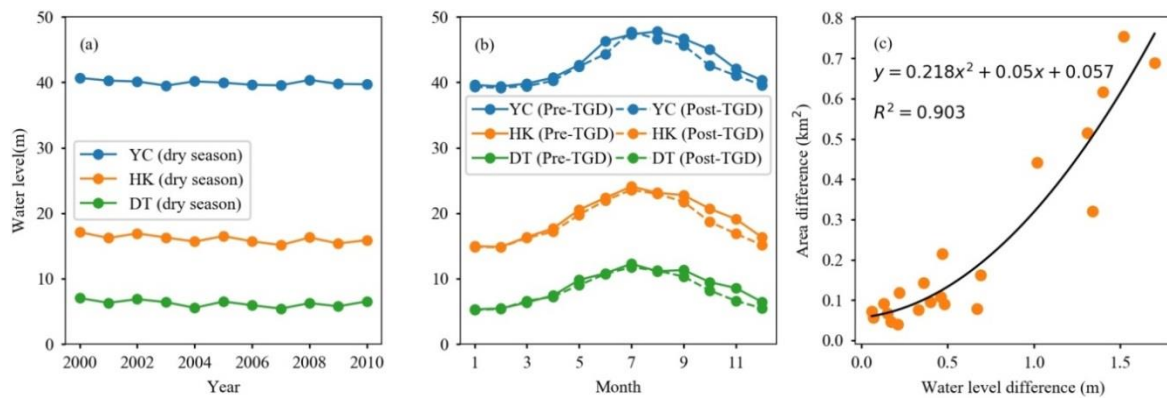 (a)
Water level(m)
50
40
30
20
10
0
YC (dry season)
HK (dry season)
DT (dry season)
2000 2002 2004 2006 2008 2010
Year
(b)
50
40
30
20
10
0
YC (Pre-TGD) YC (Post-TGD)
HK (Pre-TGD) HK (Post-TGD)
DT (Pre-TGD) DT (Post-TGD)
1 3 5 7 9 11
Month
(c)
Area difference (km²)
0.8
0.7
0.6
0.5
0.4
0.3
0.2
0.1
0.0
y = 0.218x² + 0.05x + 0.057
R² = 0.903
0.0 0.5 1.0 1.5
Water level difference (m)